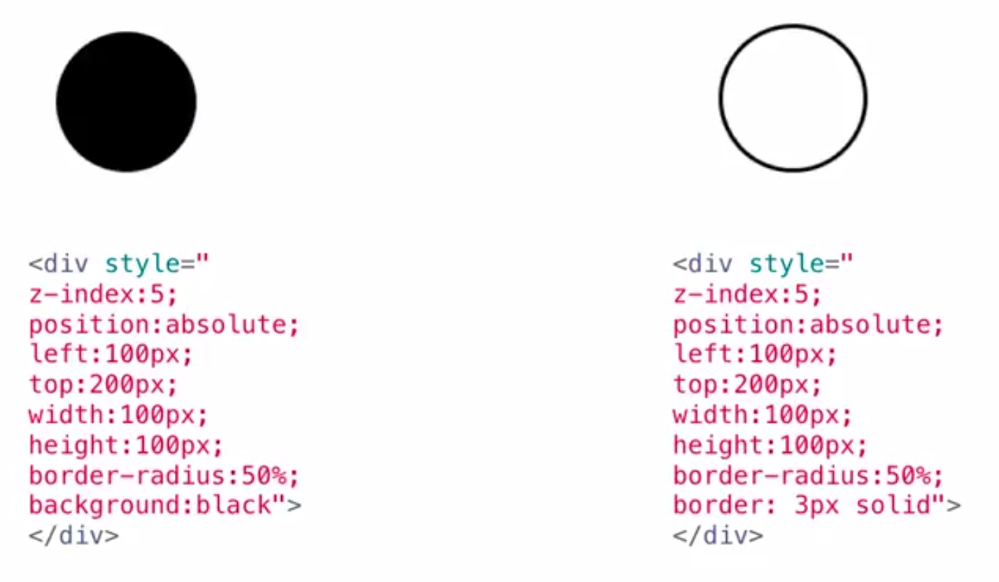 <div style="
z-index:5;
position:absolute;
left:100px;
top:200px;
width:100px;
height:100px;
border-radius:50%;
background:black">
</div>
<div style="
z-index:5;
position:absolute;
left:100px;
top:200px;
width:100px;
height:100px;
border-radius:50%;
border: 3px solid">
</div>